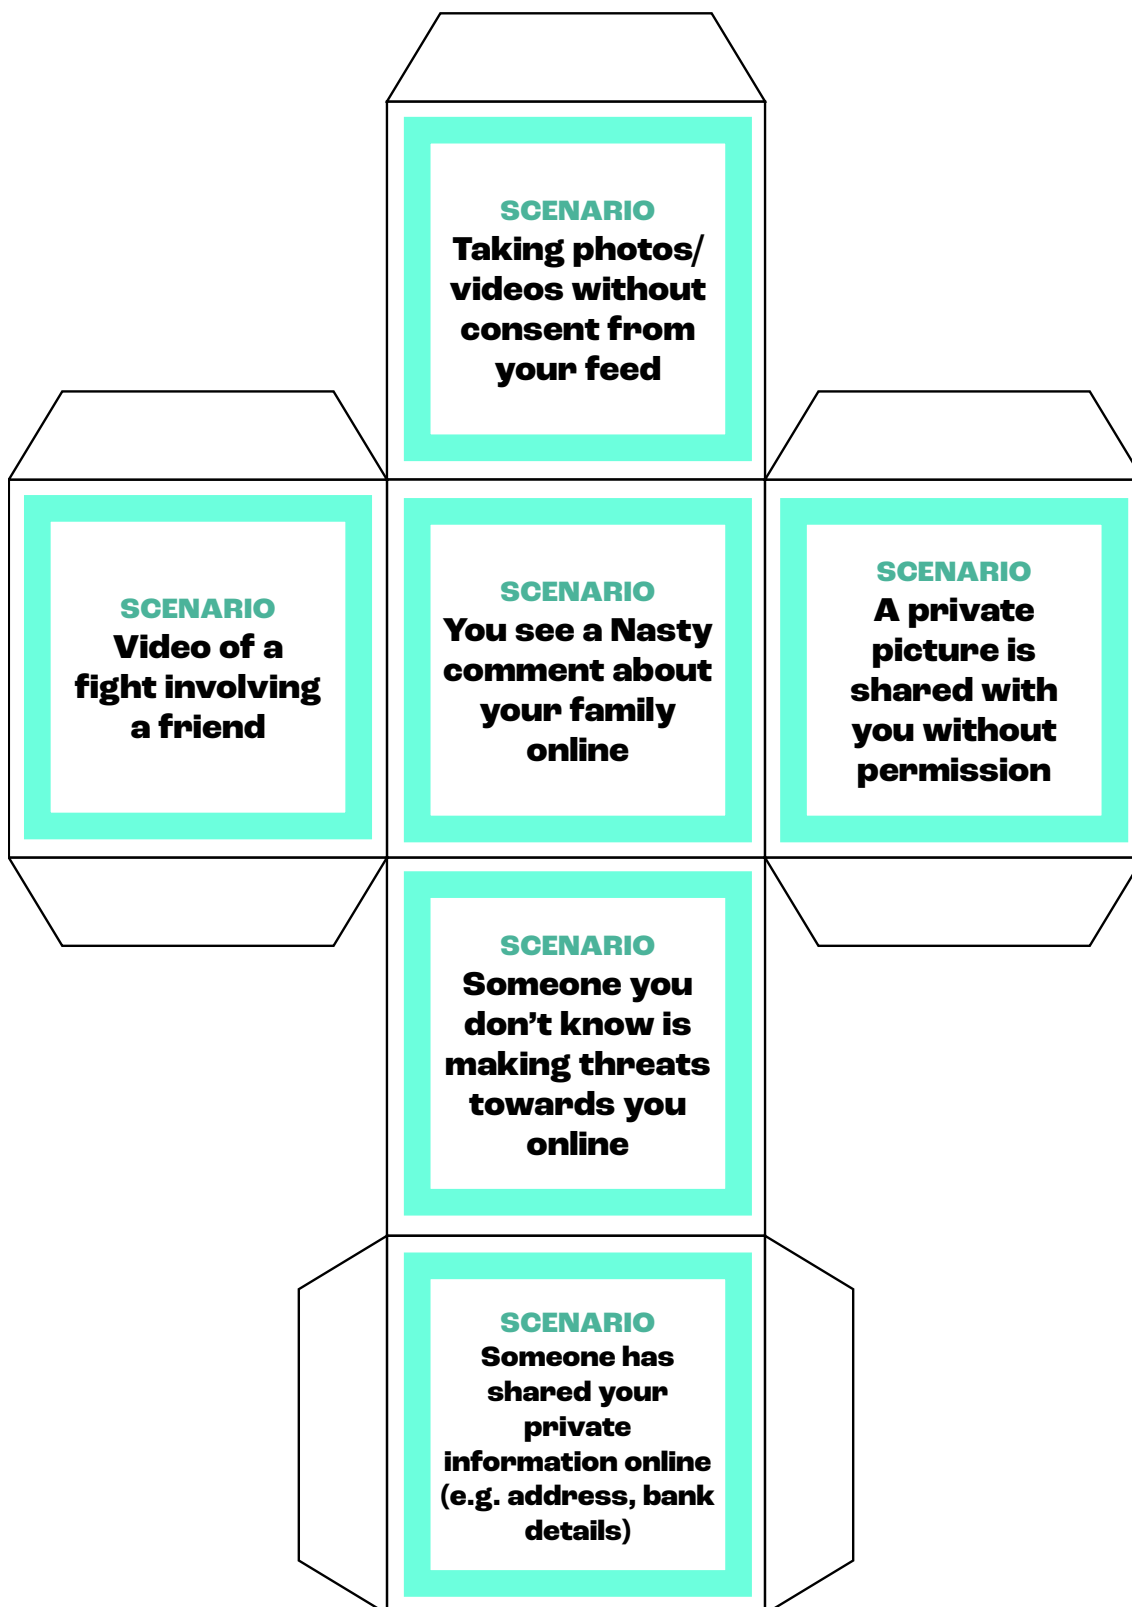 SCENARIO
Taking photos/
videos without
consent from
your feed
SCENARIO
Video of a
fight involving
a friend
SCENARIO
You see a Nasty
comment about
your family
online
SCENARIO
A private
picture is
shared with
you without
permission
SCENARIO
Someone you
don’t know is
making threats
towards you
online
SCENARIO
Someone has
shared your
private
information online
(e.g. address, bank
details)